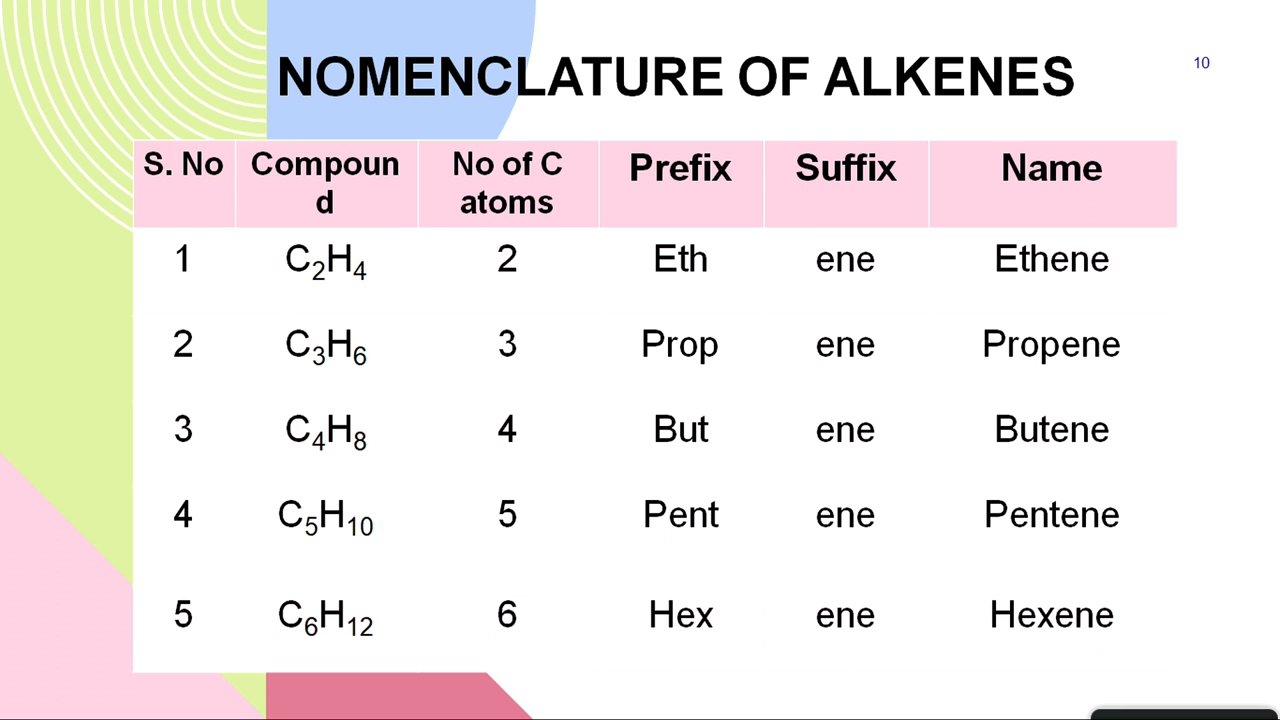 NOMENCLATURE OF ALKENES
10
S. No Compoun No of C Prefix Suffix Name
d atoms
1 C₂H₄ 2 Eth ene Ethene
2 C₃H₆ 3 Prop ene Propene
3 C₄H₈ 4 But ene Butene
4 C₅H₁₀ 5 Pent ene Pentene
5 C₆H₁₂ 6 Hex ene Hexene